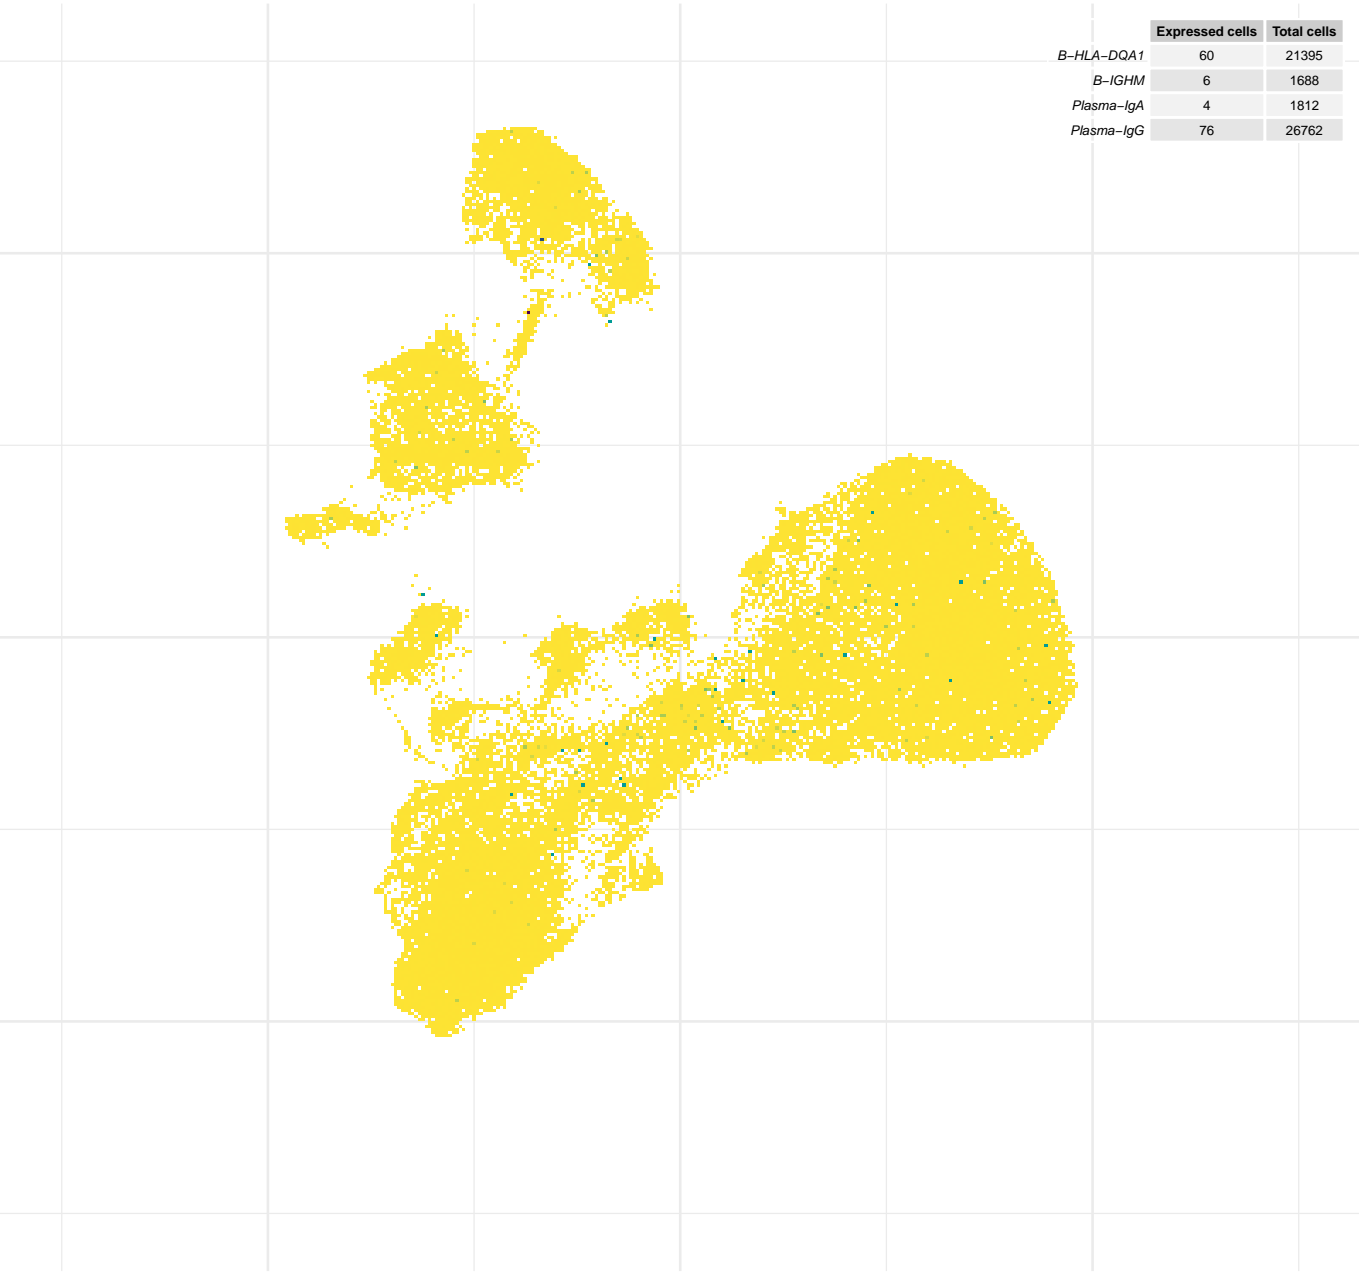 Expressed cells Total cells
B−HLA−DQA1 60 21395
B−IGHM 6 1688
Plasma−IgA 4 1812
Plasma−IgG 76 26762